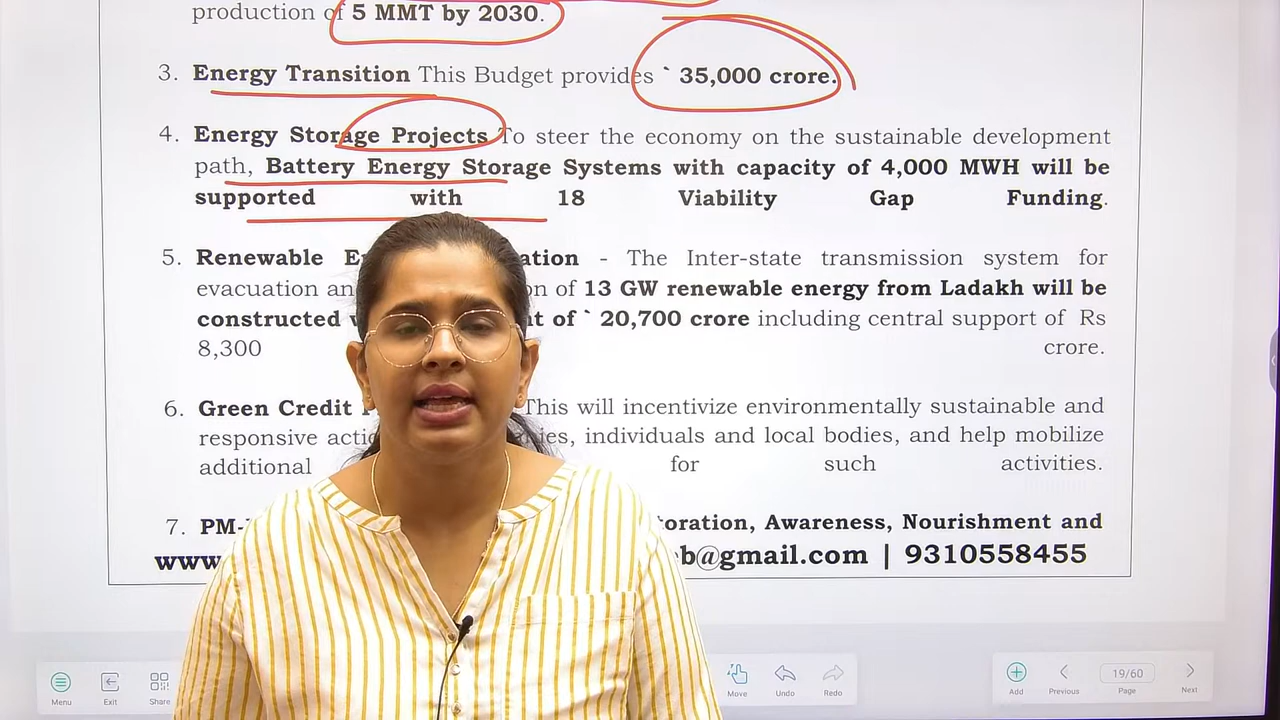 production of 5 MMT by 2030.
3. Energy Transition This Budget provides ` 35,000 crore.
4. Energy Storage Projects To steer the economy on the sustainable development
path, Battery Energy Storage Systems with capacity of 4,000 MWH will be
supported with 18 Viability Gap Funding.
5. Renewable ation - The Inter-state transmission system for
evacuation an on of 13 GW renewable energy from Ladakh will be
constructed t of ` 20,700 crore including central support of Rs
8,300 crore.
6. Green Credit This will incentivize environmentally sustainable and
responsive ies, individuals and local bodies, and help mobilize
additional for such activities.
7. PM- toration, Awareness, Nourishment and
www b@gmail.com | 9310558455
Menu Exit Share Move Undo Redo Add Previous 19/60 Page Next